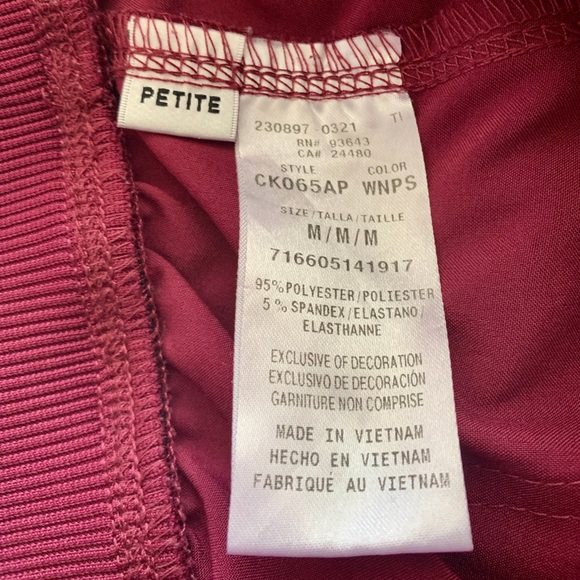 PETITE
230897-0321 TI
RN# 93643
CA# 24480
STYLE COLOR
CK065AP WNPS
SIZE/TALLA/TAILLE
M/M/M
716605141917
95%POLYESTER/POLIESTER
5%SPANDEX/ELASTANO/
ELASTHANNE
EXCLUSIVE OF DECORATION
EXCLUSIVO DE DECORACIÓN
GARNITURE NON COMPRISE
MADE IN VIETNAM
HECHO EN VIETNAM
FABRIQUÉ AU VIETNAM